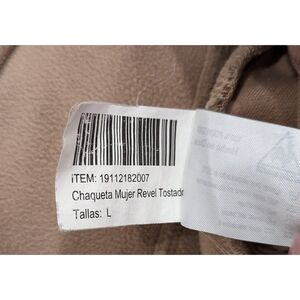 iTEM: 19112182007
Chaqueta Mujer Revel Tostado
Tallas: L